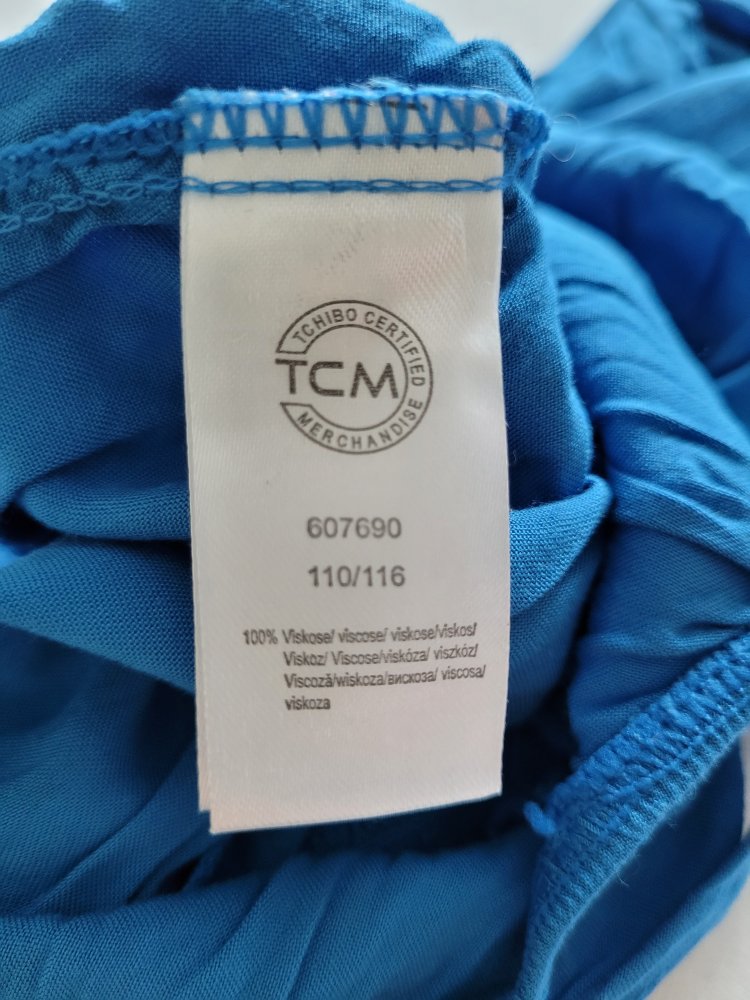 TCHIBO CERTIFIED
TCM
MERCHANDISE
607690
110/116
100% Viskose/ viscose/ viskose/viskos/
Viskoz/ Viscose/viskóza/ viszkóz/
Viscoză/wiskoza/вискоза/ viscosa/
viskoza